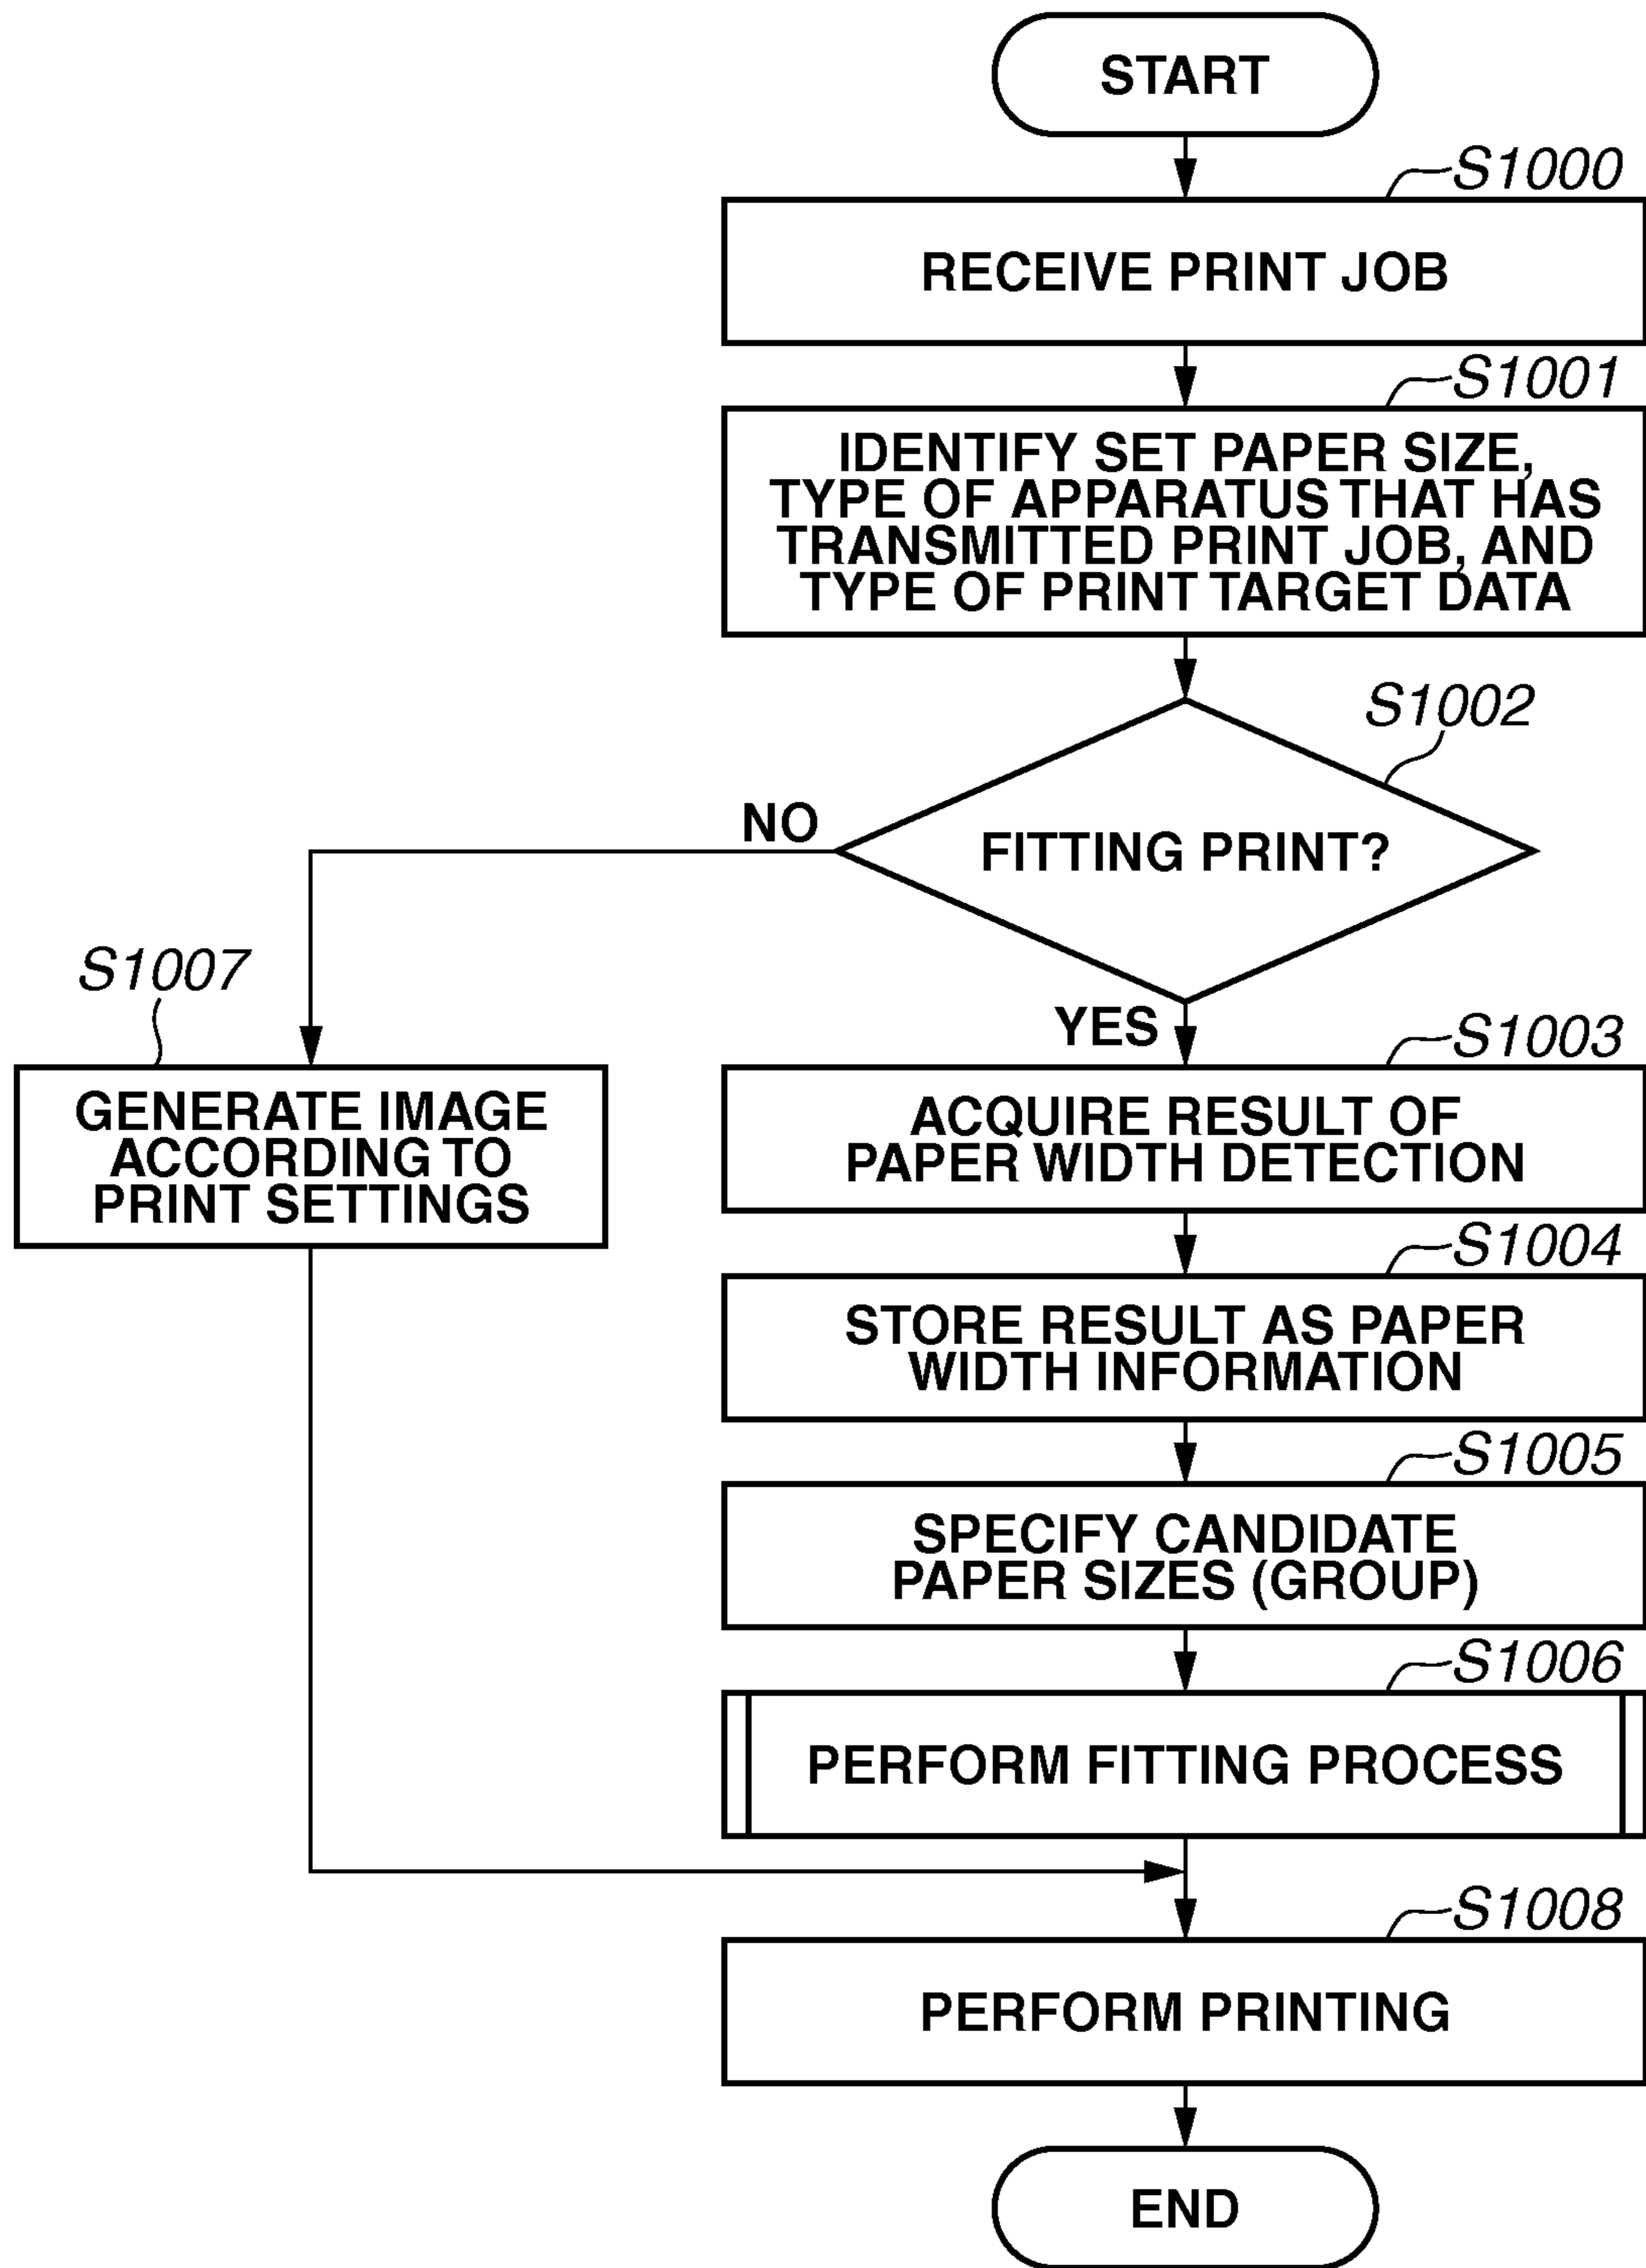 START
S1000
RECEIVE PRINT JOB
S1001
IDENTIFY SET PAPER SIZE,
TYPE OF APPARATUS THAT HAS
TRANSMITTED PRINT JOB, AND
TYPE OF PRINT TARGET DATA
S1002
NO
FITTING PRINT?
S1007
YES
S1003
GENERATE IMAGE
ACCORDING TO
PRINT SETTINGS
ACQUIRE RESULT OF
PAPER WIDTH DETECTION
S1004
STORE RESULT AS PAPER
WIDTH INFORMATION
S1005
SPECIFY CANDIDATE
PAPER SIZES (GROUP)
S1006
PERFORM FITTING PROCESS
S1008
PERFORM PRINTING
END